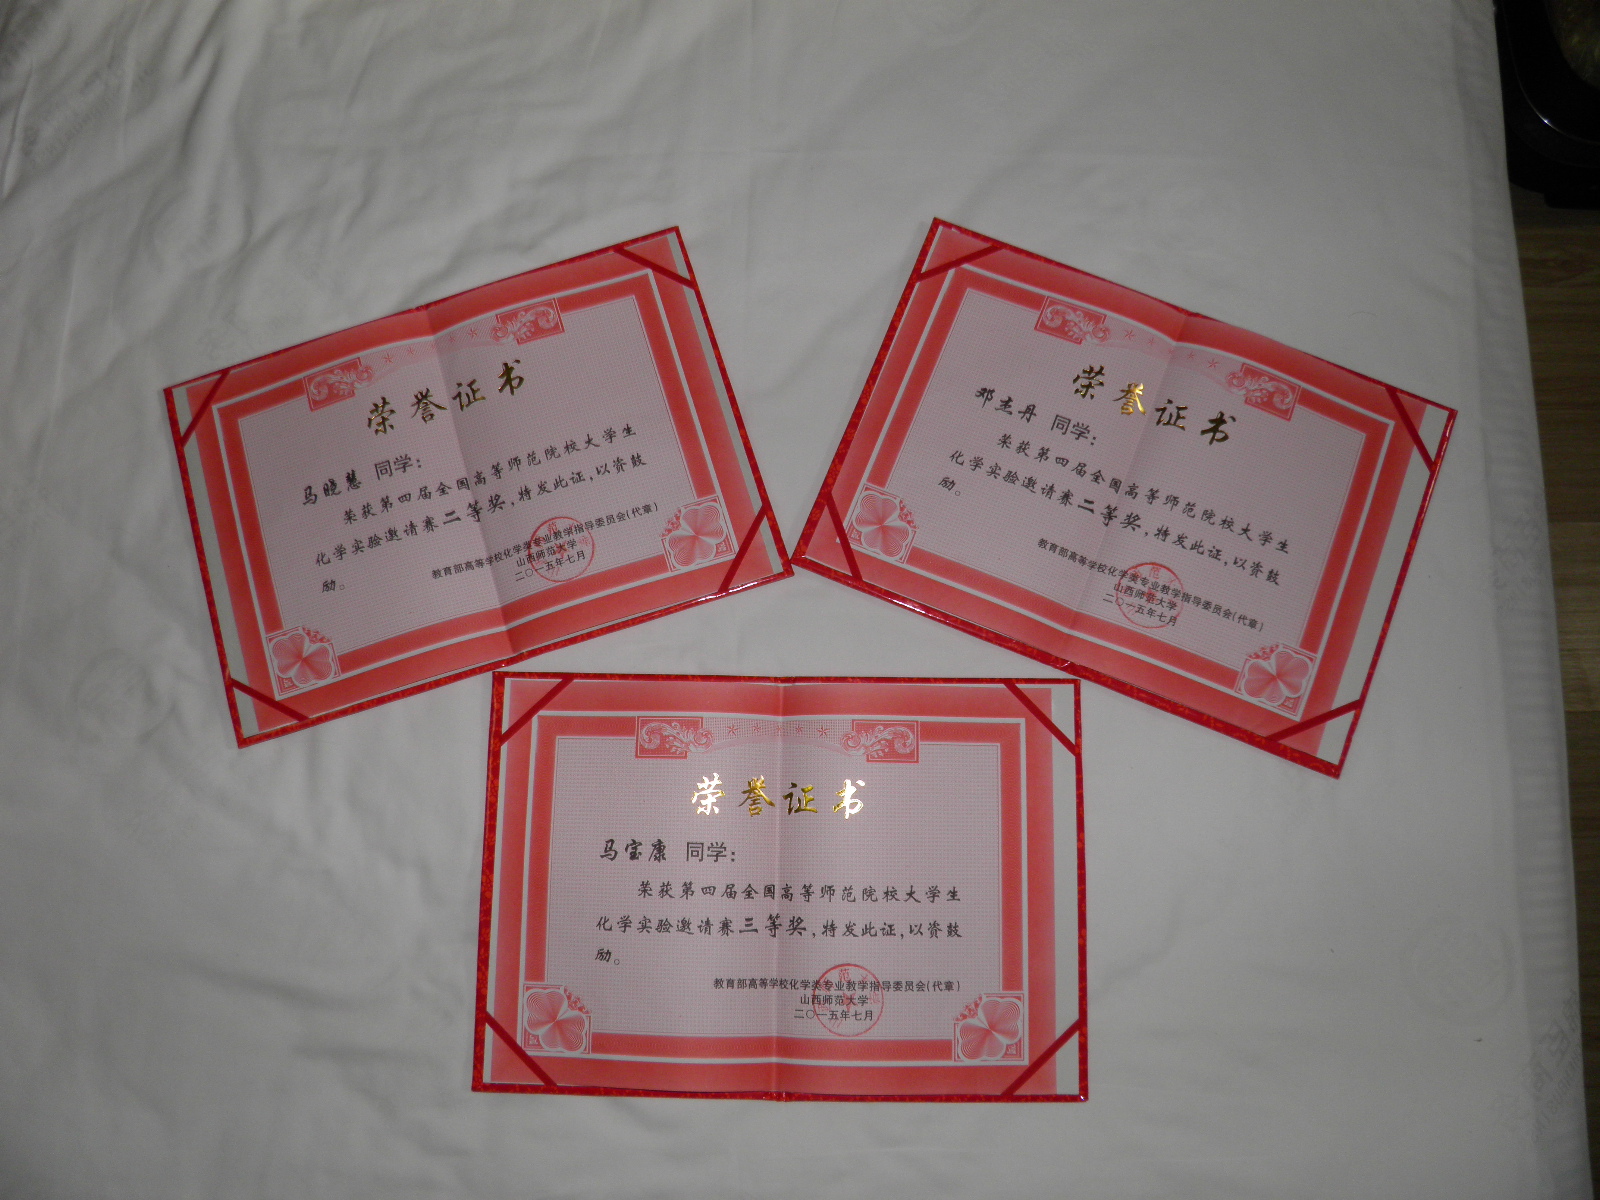 荣誉证书
马晓慧 同学：
荣获第四届全国高等师范院校大学生
化学实验邀请赛二等奖，特发此证，以资鼓
励。
教育部高等学校化学类专业教学指导委员会（代章）
山西师范大学
二〇一五年七月
荣誉证书
邓杰丹 同学：
荣获第四届全国高等师范院校大学生
化学实验邀请赛二等奖，特发此证，以资鼓
励。
教育部高等学校化学类专业教学指导委员会（代章）
山西师范大学
二〇一五年七月
荣誉证书
马宝康 同学：
荣获第四届全国高等师范院校大学生
化学实验邀请赛三等奖，特发此证，以资鼓
励。
教育部高等学校化学类专业教学指导委员会（代章）
山西师范大学
二〇一五年七月